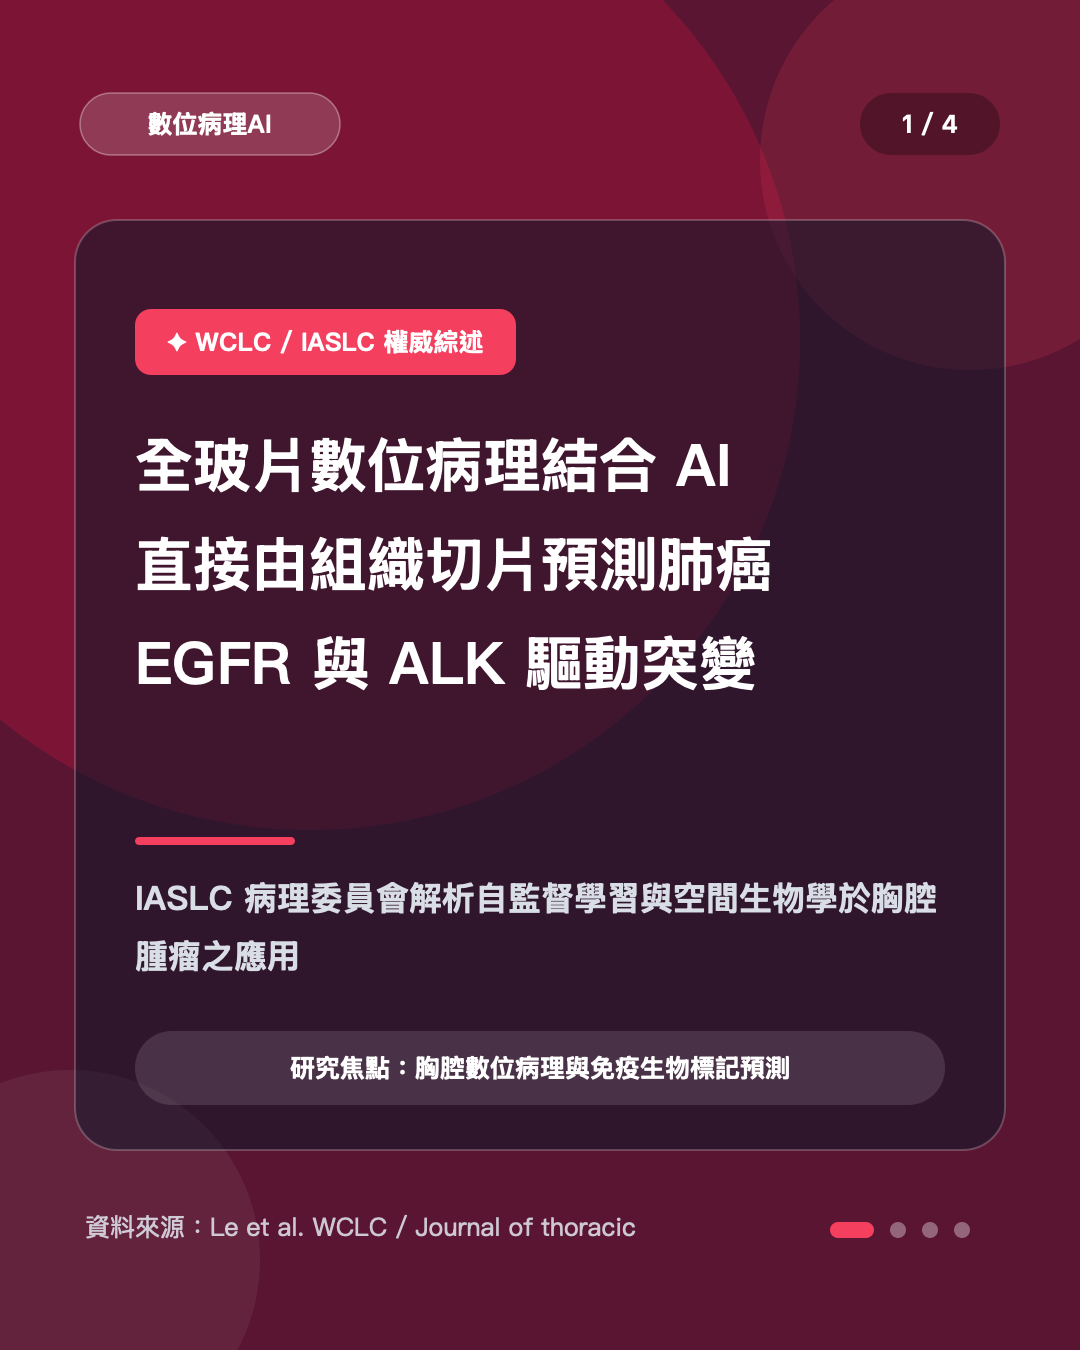 數位病理AI
1 / 4
✦ WCLC / IASLC 權威綜述
全玻片數位病理結合 AI
直接由組織切片預測肺癌
EGFR 與 ALK 驅動突變
IASLC 病理委員會解析自監督學習與空間生物學於胸腔
腫瘤之應用
研究焦點：胸腔數位病理與免疫生物標記預測
資料來源：Le et al. WCLC / Journal of thoracic